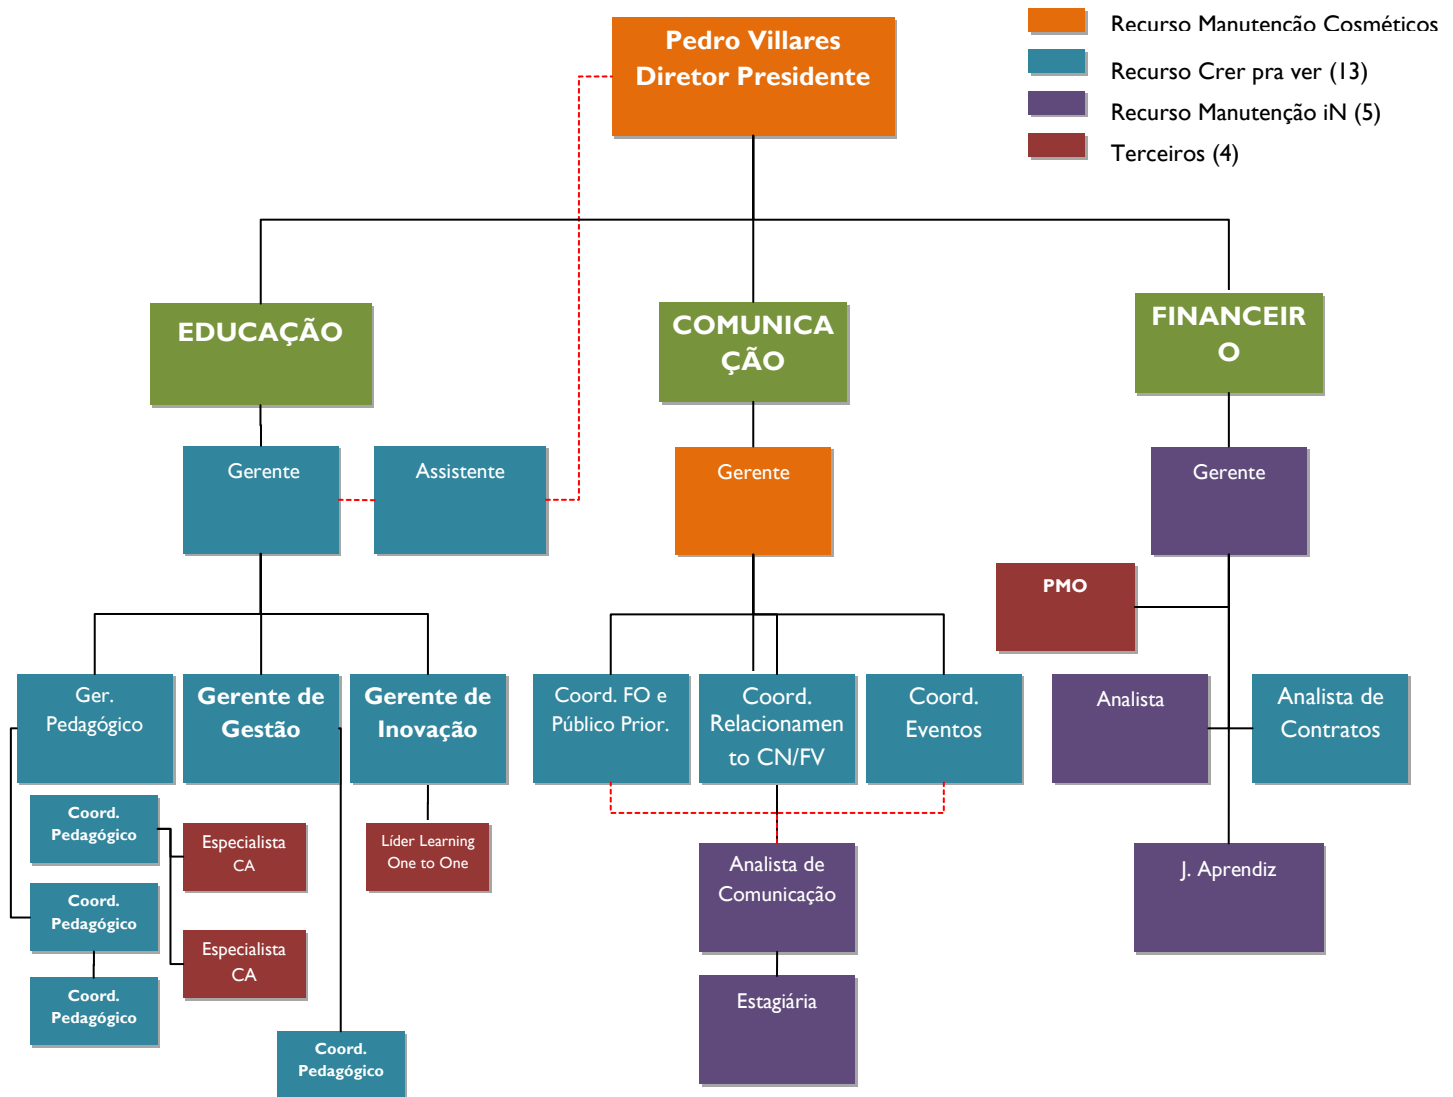 Pedro Villares
Diretor Presidente
Recurso Manutenção Cosméticos
Recurso Crer pra ver (13)
Recurso Manutenção iN (5)
Terceiros (4)
EDUCAÇÃO
COMUNICA
ÇÃO
FINANCEIR
O
Gerente
Assistente
Gerente
Gerente
PMO
Ger.
Pedagógico
Gerente de
Gestão
Gerente de
Inovação
Coord. FO e
Público Prior.
Coord.
Relacionamen
to CN/FV
Coord.
Eventos
Analista
Analista de
Contratos
Coord.
Pedagógico
Especialista
CA
Líder Learning
One to One
Analista de
Comunicação
J. Aprendiz
Coord.
Pedagógico
Especialista
CA
Coord.
Pedagógico
Estagiária
Coord.
Pedagógico